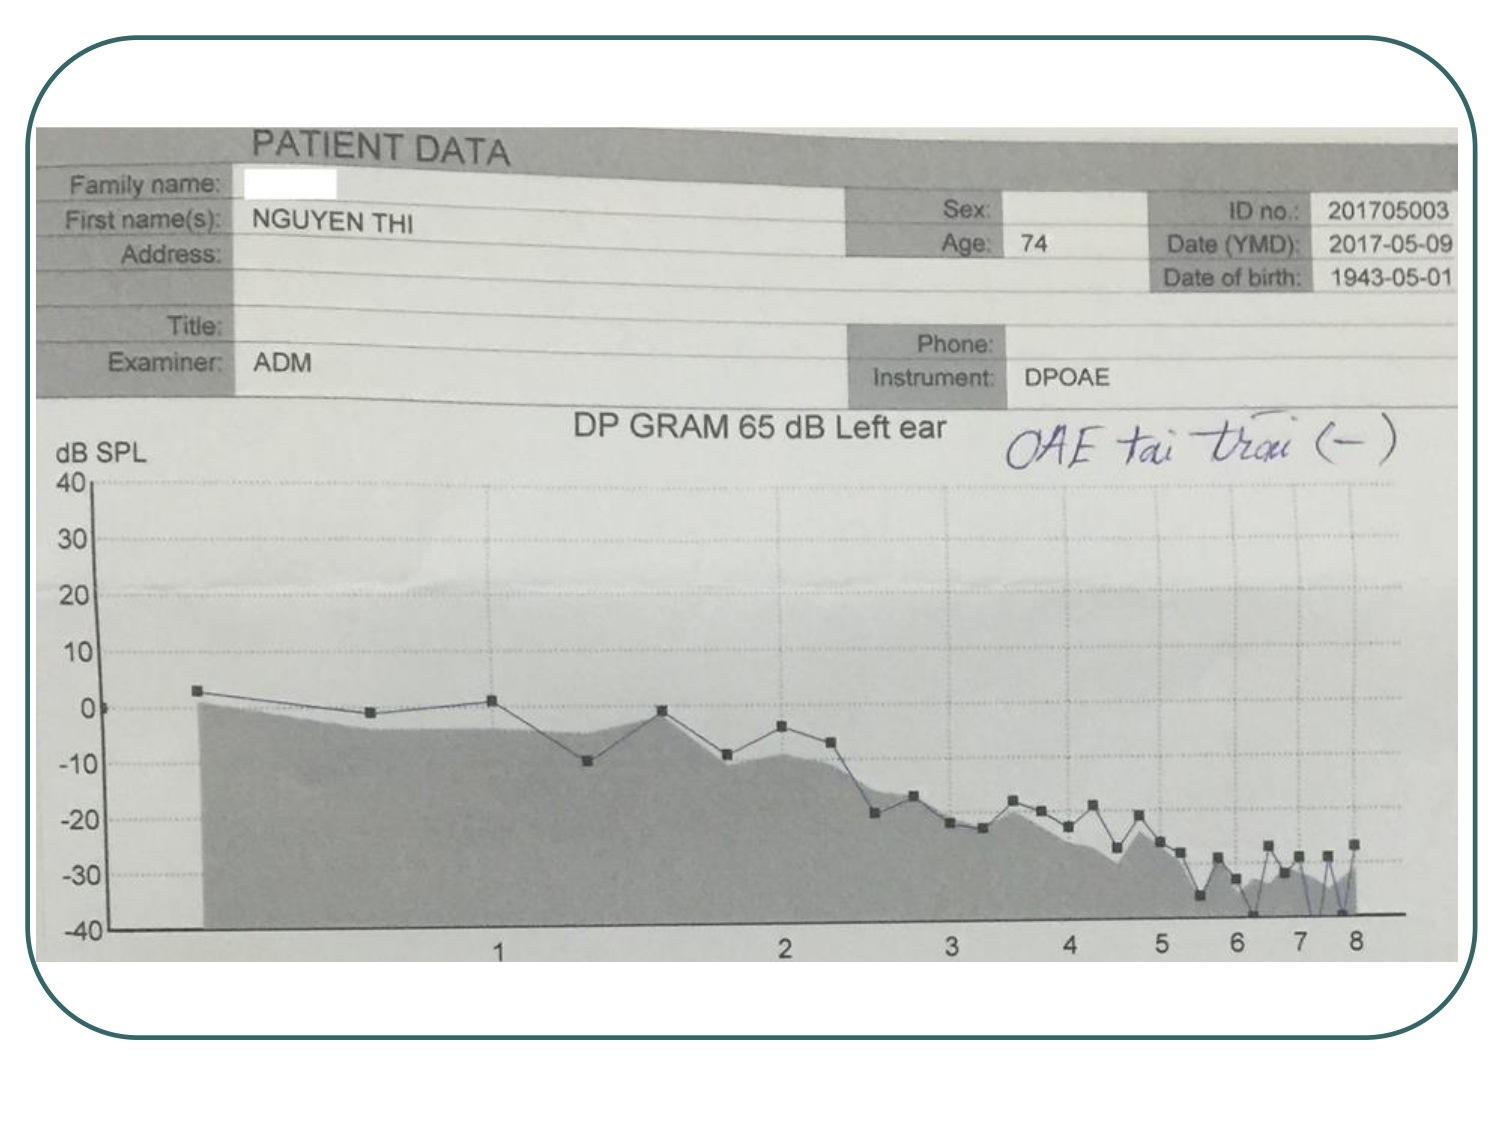 PATIENT DATA
Family name:
First name(s): NGUYEN THI
Address:
Sex:
Age: 74
ID no.: 201705003
Date (YMD): 2017-05-09
Date of birth: 1943-05-01
Title:
Examiner: ADM
Phone:
Instrument: DPOAE
DP GRAM 65 dB Left ear
OAE tai trái (-)
dB SPL
40
30
20
10
0
-10
-20
-30
-40
1 2 3 4 5 6 7 8